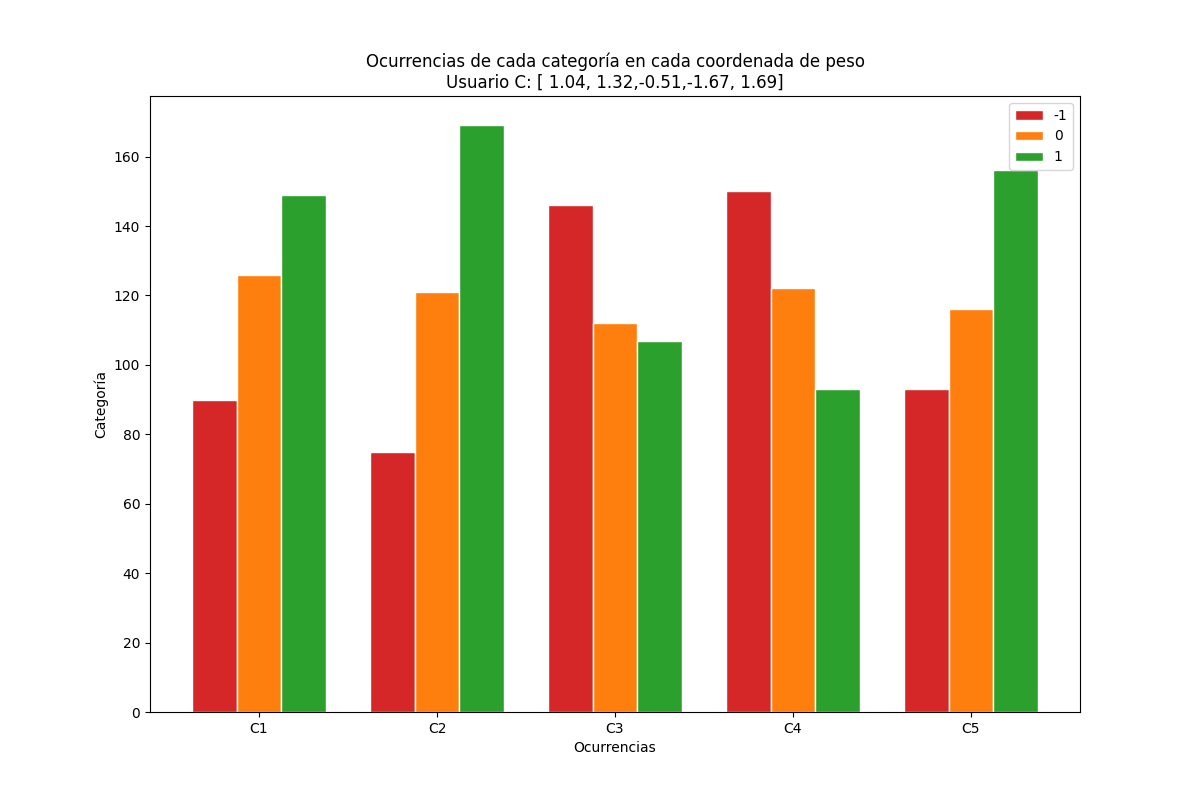 Ocurrencias de cada categoría en cada coordenada de peso
Usuario C: [ 1.04, 1.32,-0.51,-1.67, 1.69]
-1
0
1
160
140
120
100
80
60
40
20
0
Categoría
C1 C2 C3 C4 C5
Ocurrencias